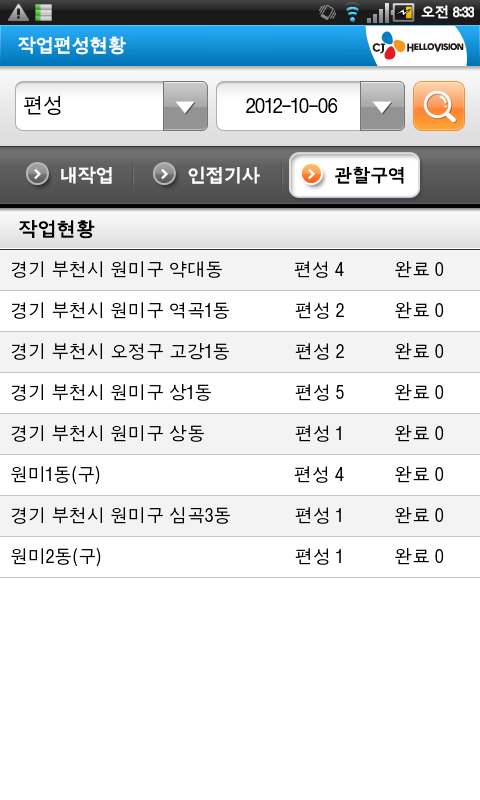 오전 8:33
작업편성현황
CJ HELLOVISION
편성 2012-10-06
내작업 인접기사 관할구역
작업현황
경기 부천시 원미구 약대동 편성 4 완료 0
경기 부천시 원미구 역곡1동 편성 2 완료 0
경기 부천시 오정구 고강1동 편성 2 완료 0
경기 부천시 원미구 상1동 편성 5 완료 0
경기 부천시 원미구 상동 편성 1 완료 0
원미1동(구) 편성 4 완료 0
경기 부천시 원미구 심곡3동 편성 1 완료 0
원미2동(구) 편성 1 완료 0